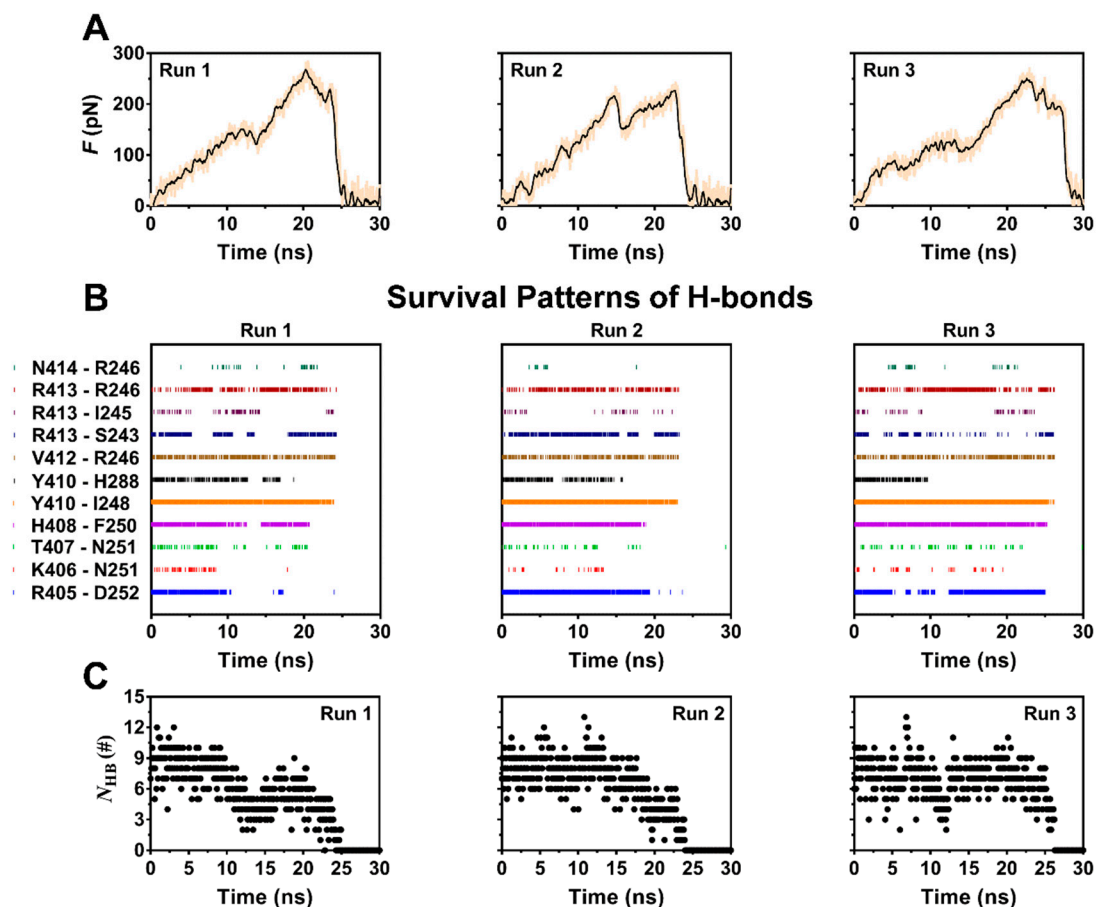 A
Run 1
Run 2
Run 3
F (pN)
300
200
100
0
0 10 20 30
0 10 20 30
0 10 20 30
Time (ns)
Time (ns)
Time (ns)
B
Survival Patterns of H-bonds
Run 1
Run 2
Run 3
N414 - R246
R413 - R246
R413 - I245
R413 - S243
V412 - R246
Y410 - H288
Y410 - I248
H408 - F250
T407 - N251
K406 - N251
R405 - D252
0 10 20 30
0 10 20 30
0 10 20 30
Time (ns)
Time (ns)
Time (ns)
C
Run 1
Run 2
Run 3
NHB (#)
15
12
9
6
3
0
0 5 10 15 20 25 30
0 5 10 15 20 25 30
0 5 10 15 20 25 30
Time (ns)
Time (ns)
Time (ns)